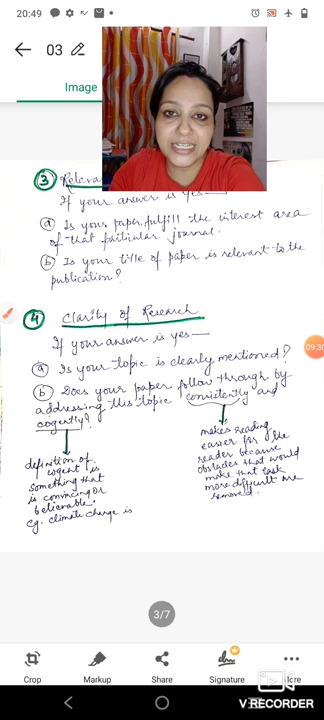 20:49
03
Image
③ Releva
If your answer is yes—
ⓐ Is your paper fulfill the interest area
of that particular journal.
ⓑ Is your title of paper is relevant to the
publication?
④ Clarity of Research
09:30
If your answer is yes—
ⓐ Is your topic is clearly mentioned?
ⓑ Does your paper follow through by
addressing this topic consistently and
cogently?
definition of
cogent is
something that
is convincing or
believable.
eg. climate change is
makes reading
easier for the
reader because
obstacles that would
make that task
more difficult are
removed.
3/7
Crop
Markup
Share
Signature
More
V RECORDER